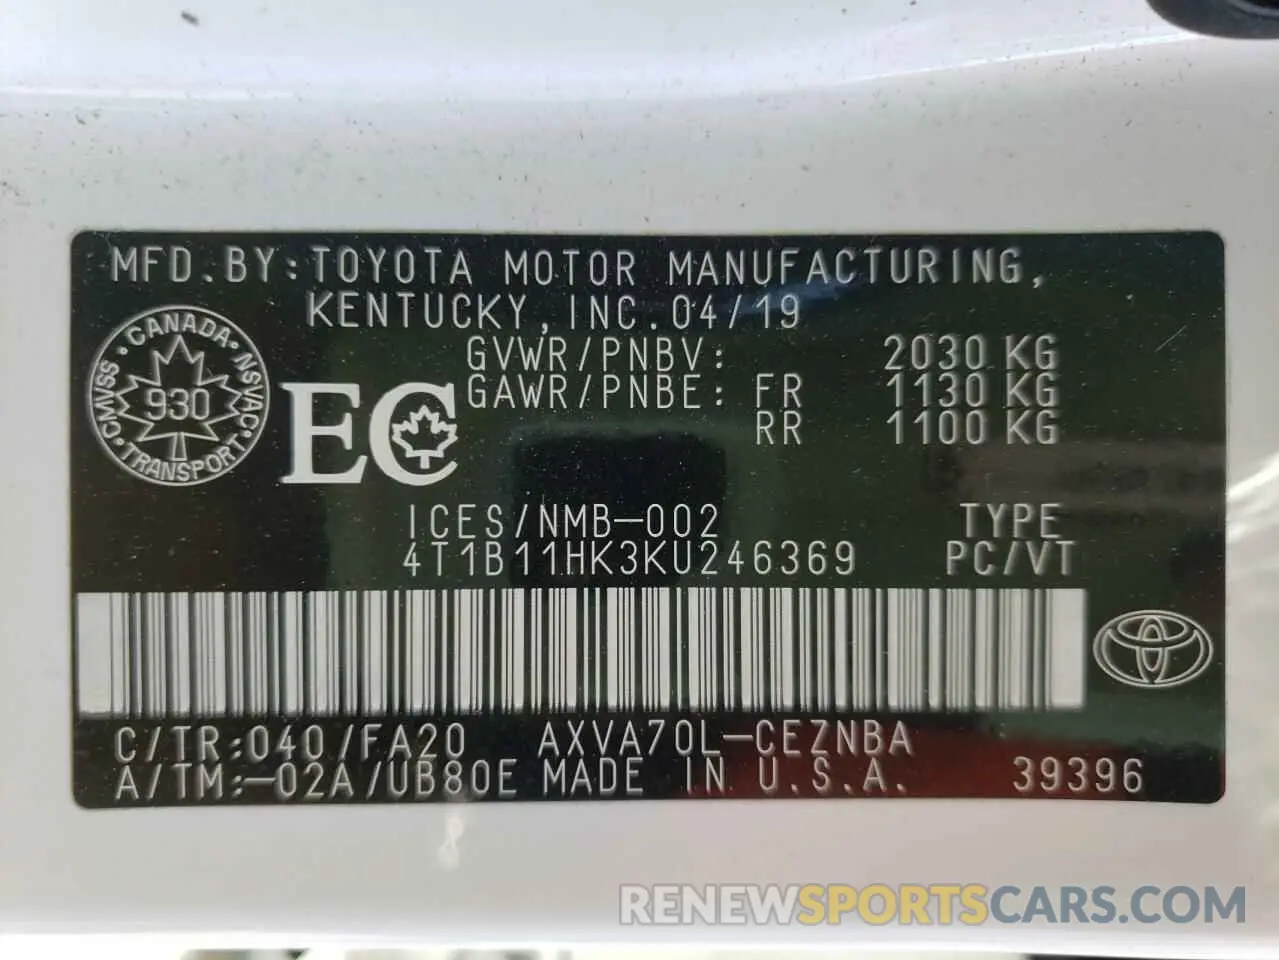 MFD.BY:TOYOTA MOTOR MANUFACTURING,
KENTUCKY,INC.04/19
GVWR/PNBV: 2030 KG
GAWR/PNBE: FR 1130 KG
RR 1100 KG
CANADA
CMVSS NSVAC
930
TRANSPORT
EC
ICES/NMB-002 TYPE
4T1B11HK3KU246369 PC/VT
C/TR:040/FA20 AXVA70L-CEZNBA
A/TM:-02A/UB80E MADE IN U.S.A. 39396
RENEWSPORTSCARS.COM